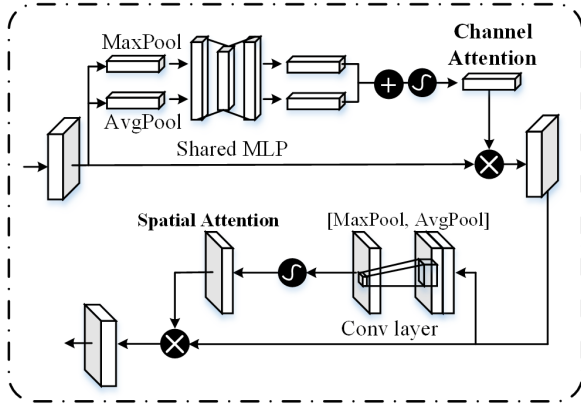 MaxPool
Channel
Attention
AvgPool
Shared MLP
Spatial Attention
[MaxPool, AvgPool]
Conv layer